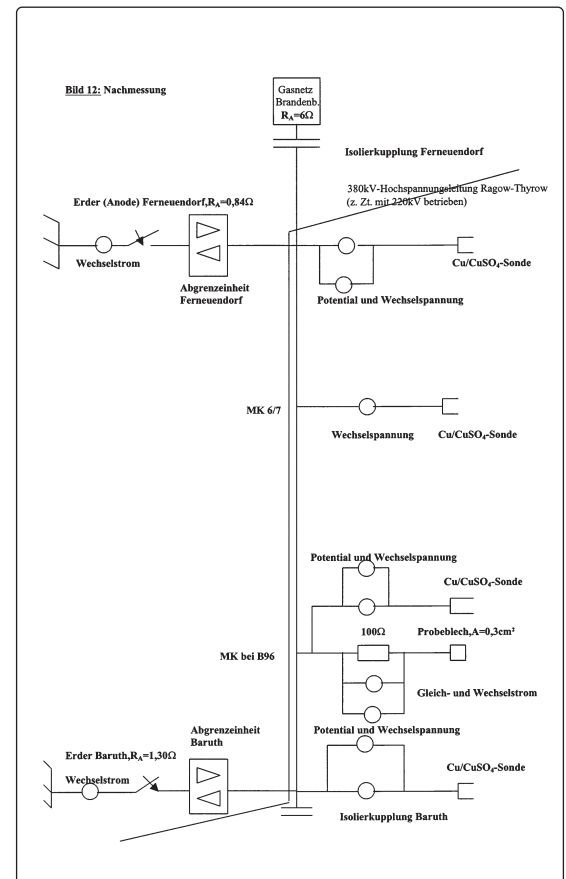 Bild 12: Nachmessung
Gasnetz
Brandenb.
R_A=6Ω
Isolierkupplung Ferneuendorf
380kV-Hochspannungsleitung Ragow-Thyrow
(z. Zt. mit 220kV betrieben)
Erder (Anode) Ferneuendorf,R_A=0,84Ω
Wechselstrom
Cu/CuSO₄-Sonde
Abgrenzeinheit
Ferneuendorf
Potential und Wechselspannung
MK 6/7
Wechselspannung
Cu/CuSO₄-Sonde
Potential und Wechselspannung
Cu/CuSO₄-Sonde
100Ω
Probeblech,A=0,3cm²
MK bei B96
Gleich- und Wechselstrom
Abgrenzeinheit
Baruth
Potential und Wechselspannung
Erder Baruth,R_A=1,30Ω
Wechselstrom
Cu/CuSO₄-Sonde
Isolierkupplung Baruth